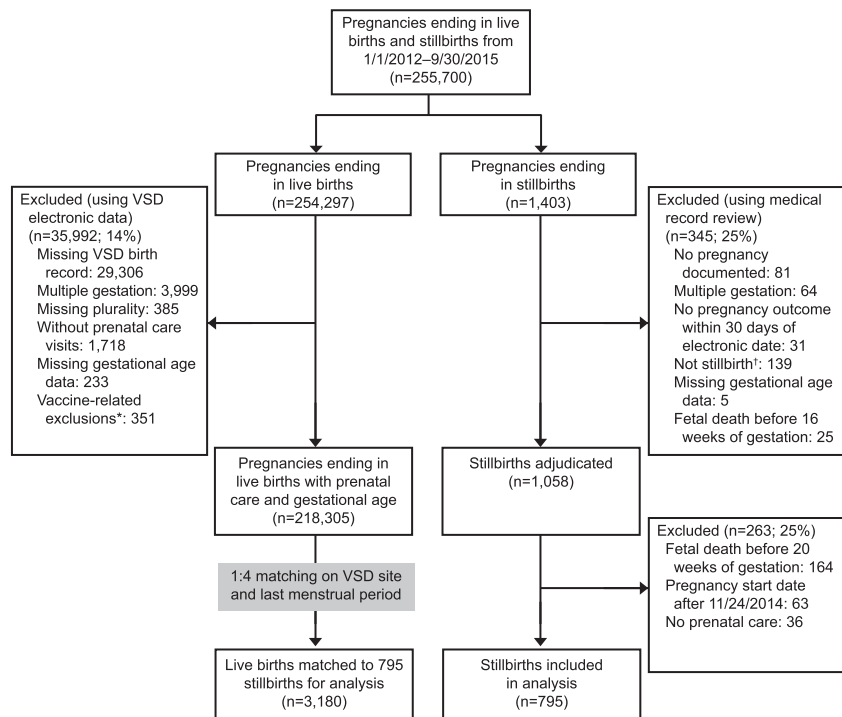 Pregnancies ending in live
births and stillbirths from
1/1/2012–9/30/2015
(n=255,700)
Pregnancies ending
in live births
(n=254,297)
Pregnancies ending
in stillbirths
(n=1,403)
Excluded (using VSD
electronic data)
(n=35,992; 14%)
Missing VSD birth
record: 29,306
Multiple gestation: 3,999
Missing plurality: 385
Without prenatal care
visits: 1,718
Missing gestational age
data: 233
Vaccine-related
exclusions*: 351
Excluded (using medical
record review)
(n=345; 25%)
No pregnancy
documented: 81
Multiple gestation: 64
No pregnancy outcome
within 30 days of
electronic date: 31
Not stillbirth†: 139
Missing gestational age
data: 5
Fetal death before 16
weeks of gestation: 25
Pregnancies ending in
live births with prenatal
care and gestational age
(n=218,305)
Stillbirths adjudicated
(n=1,058)
Excluded (n=263; 25%)
Fetal death before 20
weeks of gestation: 164
Pregnancy start date
after 11/24/2014: 63
No prenatal care: 36
1:4 matching on VSD site
and last menstrual period
Live births matched to 795
stillbirths for analysis
(n=3,180)
Stillbirths included
in analysis
(n=795)